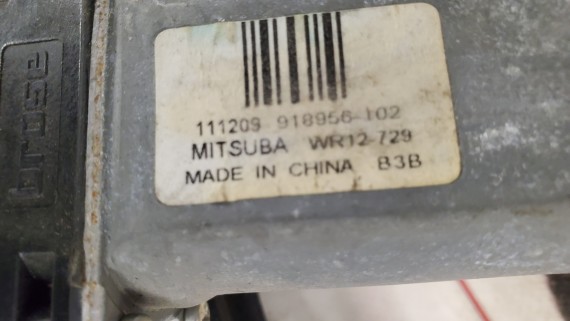 brose
111209 918956-102
MITSUBA WR12-729
MADE IN CHINA B3B